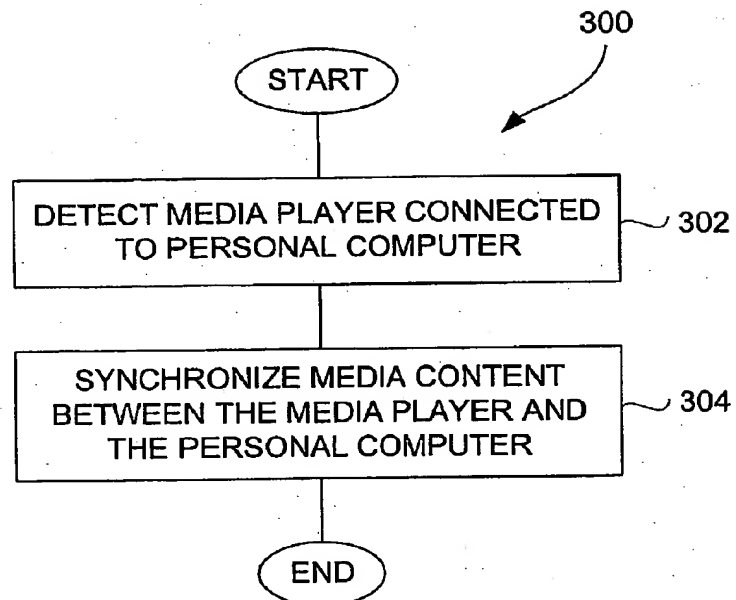 300
START
DETECT MEDIA PLAYER CONNECTED
TO PERSONAL COMPUTER
302
SYNCHRONIZE MEDIA CONTENT
BETWEEN THE MEDIA PLAYER AND
THE PERSONAL COMPUTER
304
END